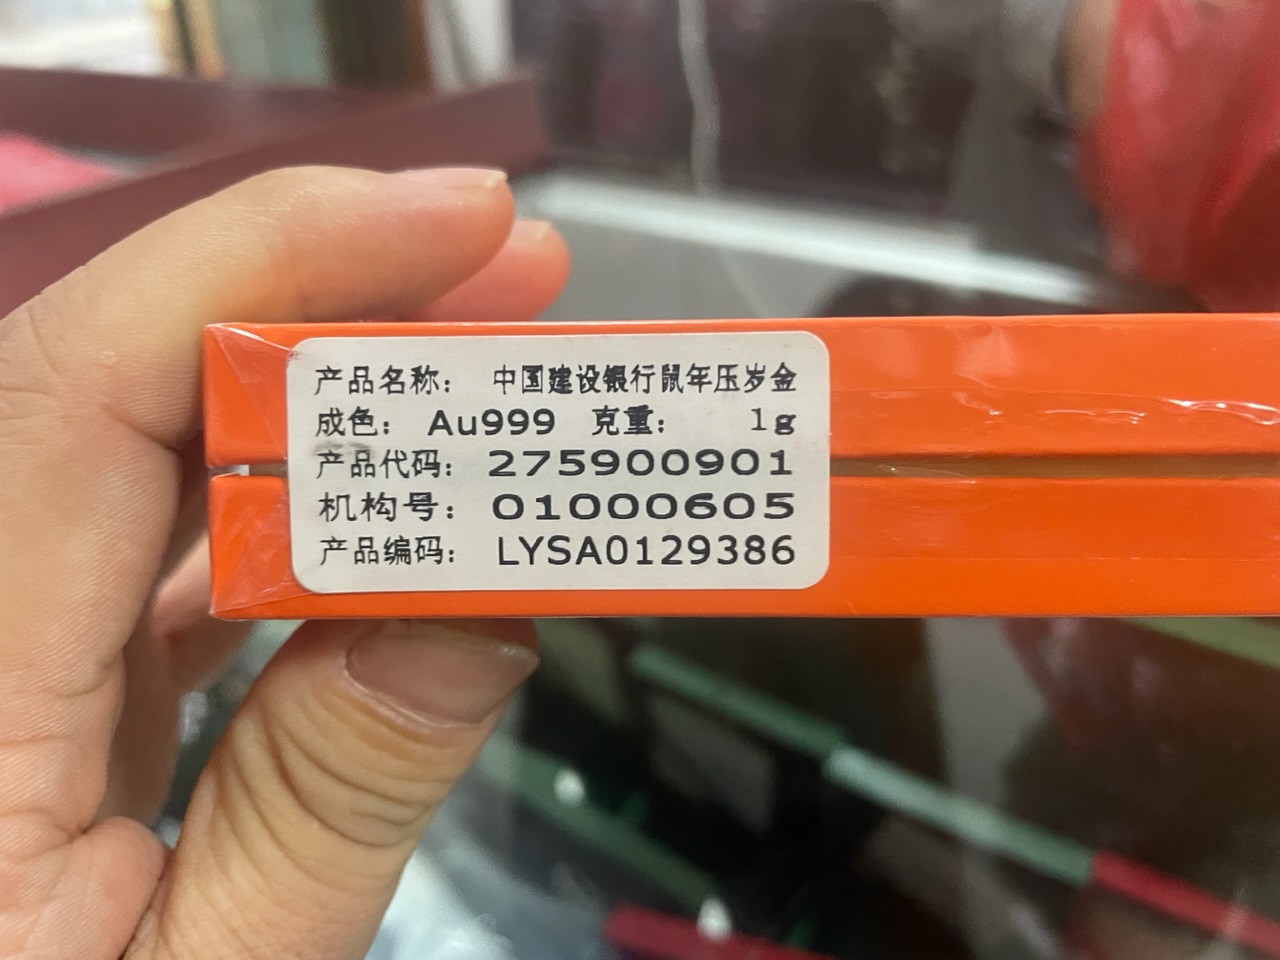 产品名称： 中国建设银行鼠年压岁金
成色： Au999 克重： 1g
产品代码： 275900901
机构号： 01000605
产品编码： LYSA0129386